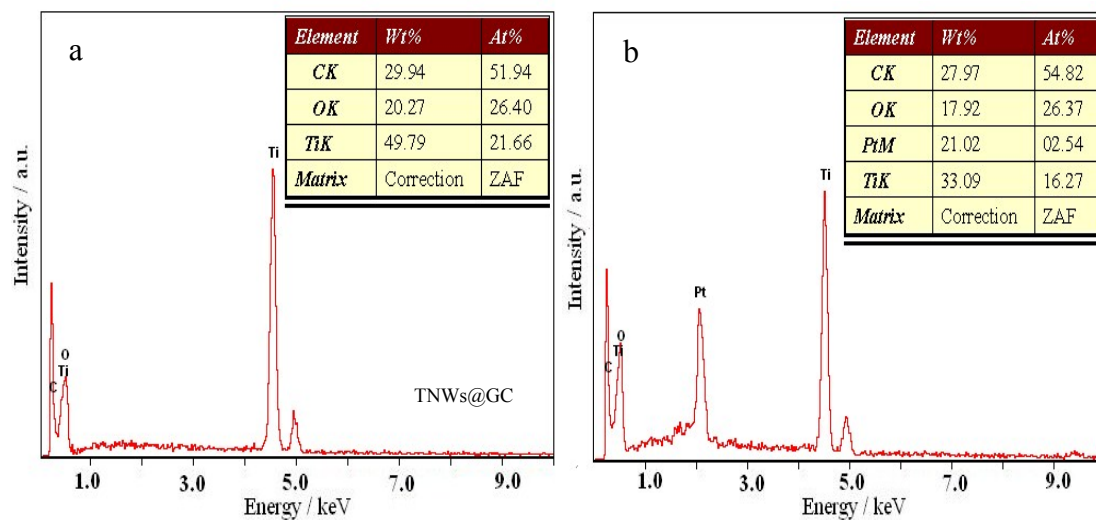 a
Element Wt% At%
CK 29.94 51.94
OK 20.27 26.40
TiK 49.79 21.66
Matrix Correction ZAF
Ti
O
Ti
C
TNWs@GC
Intensity / a.u.
1.0 3.0 5.0 7.0 9.0
Energy / keV
b
Element Wt% At%
CK 27.97 54.82
OK 17.92 26.37
PtM 21.02 02.54
TiK 33.09 16.27
Matrix Correction ZAF
Ti
Pt
O
Ti
C
Intensity / a.u.
1.0 3.0 5.0 7.0 9.0
Energy / keV